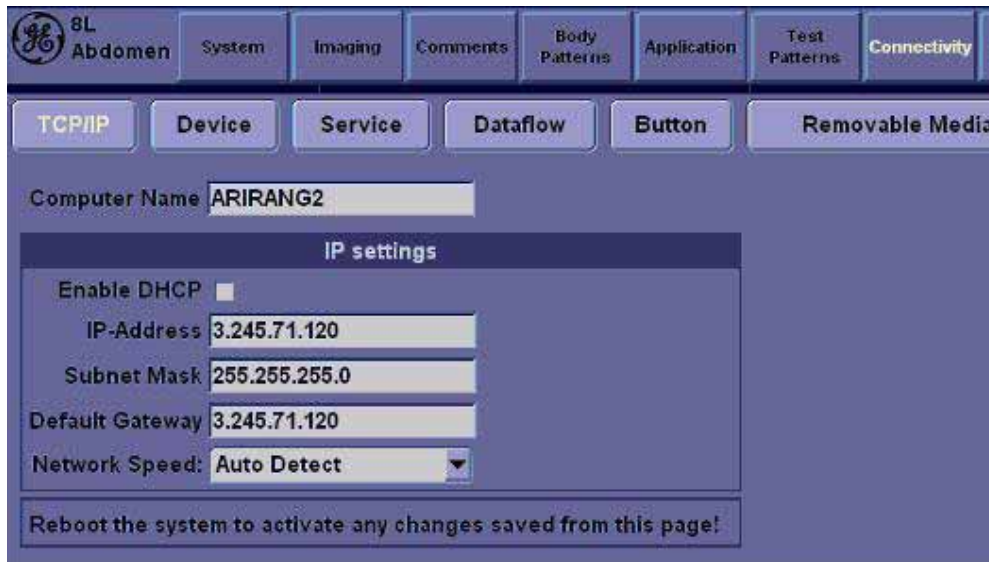 8L
Abdomen
System
Imaging
Comments
Body
Patterns
Application
Test
Patterns
Connectivity
TCP/IP
Device
Service
Dataflow
Button
Removable Media
Computer Name ARIRANG2
IP settings
Enable DHCP
IP-Address 3.245.71.120
Subnet Mask 255.255.255.0
Default Gateway 3.245.71.120
Network Speed: Auto Detect
Reboot the system to activate any changes saved from this page!